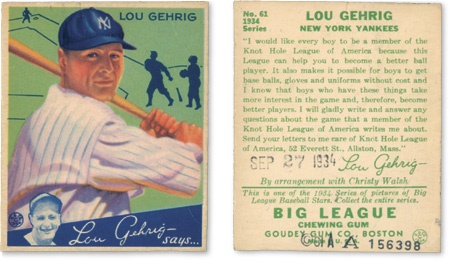 LOU GEHRIG
NY
Lou Gehrig
says...
No. 61
1934
Series
LOU GEHRIG
NEW YORK YANKEES
"I would like every boy to be a member of the
Knot Hole League of America because this
League can help you to become a better ball
player. It also makes it possible for boys to get
base balls, gloves and uniforms without cost and
I know that boys who have these things take
more interest in the game and, therefore, become
better players. I will gladly write and answer any
questions about the game that a member of the
Knot Hole League of America writes me about.
Send your letters to me care of Knot Hole League
of America, 52 Everett St., Allston, Mass."
SEP 27 1934
Lou Gehrig
By arrangement with Christy Walsh
This is one of the 1934 Series of pictures of Big
League Baseball Stars. Collect the entire series.
BIG LEAGUE
CHEWING GUM
GOUDEY GUM CO. BOSTON
156398